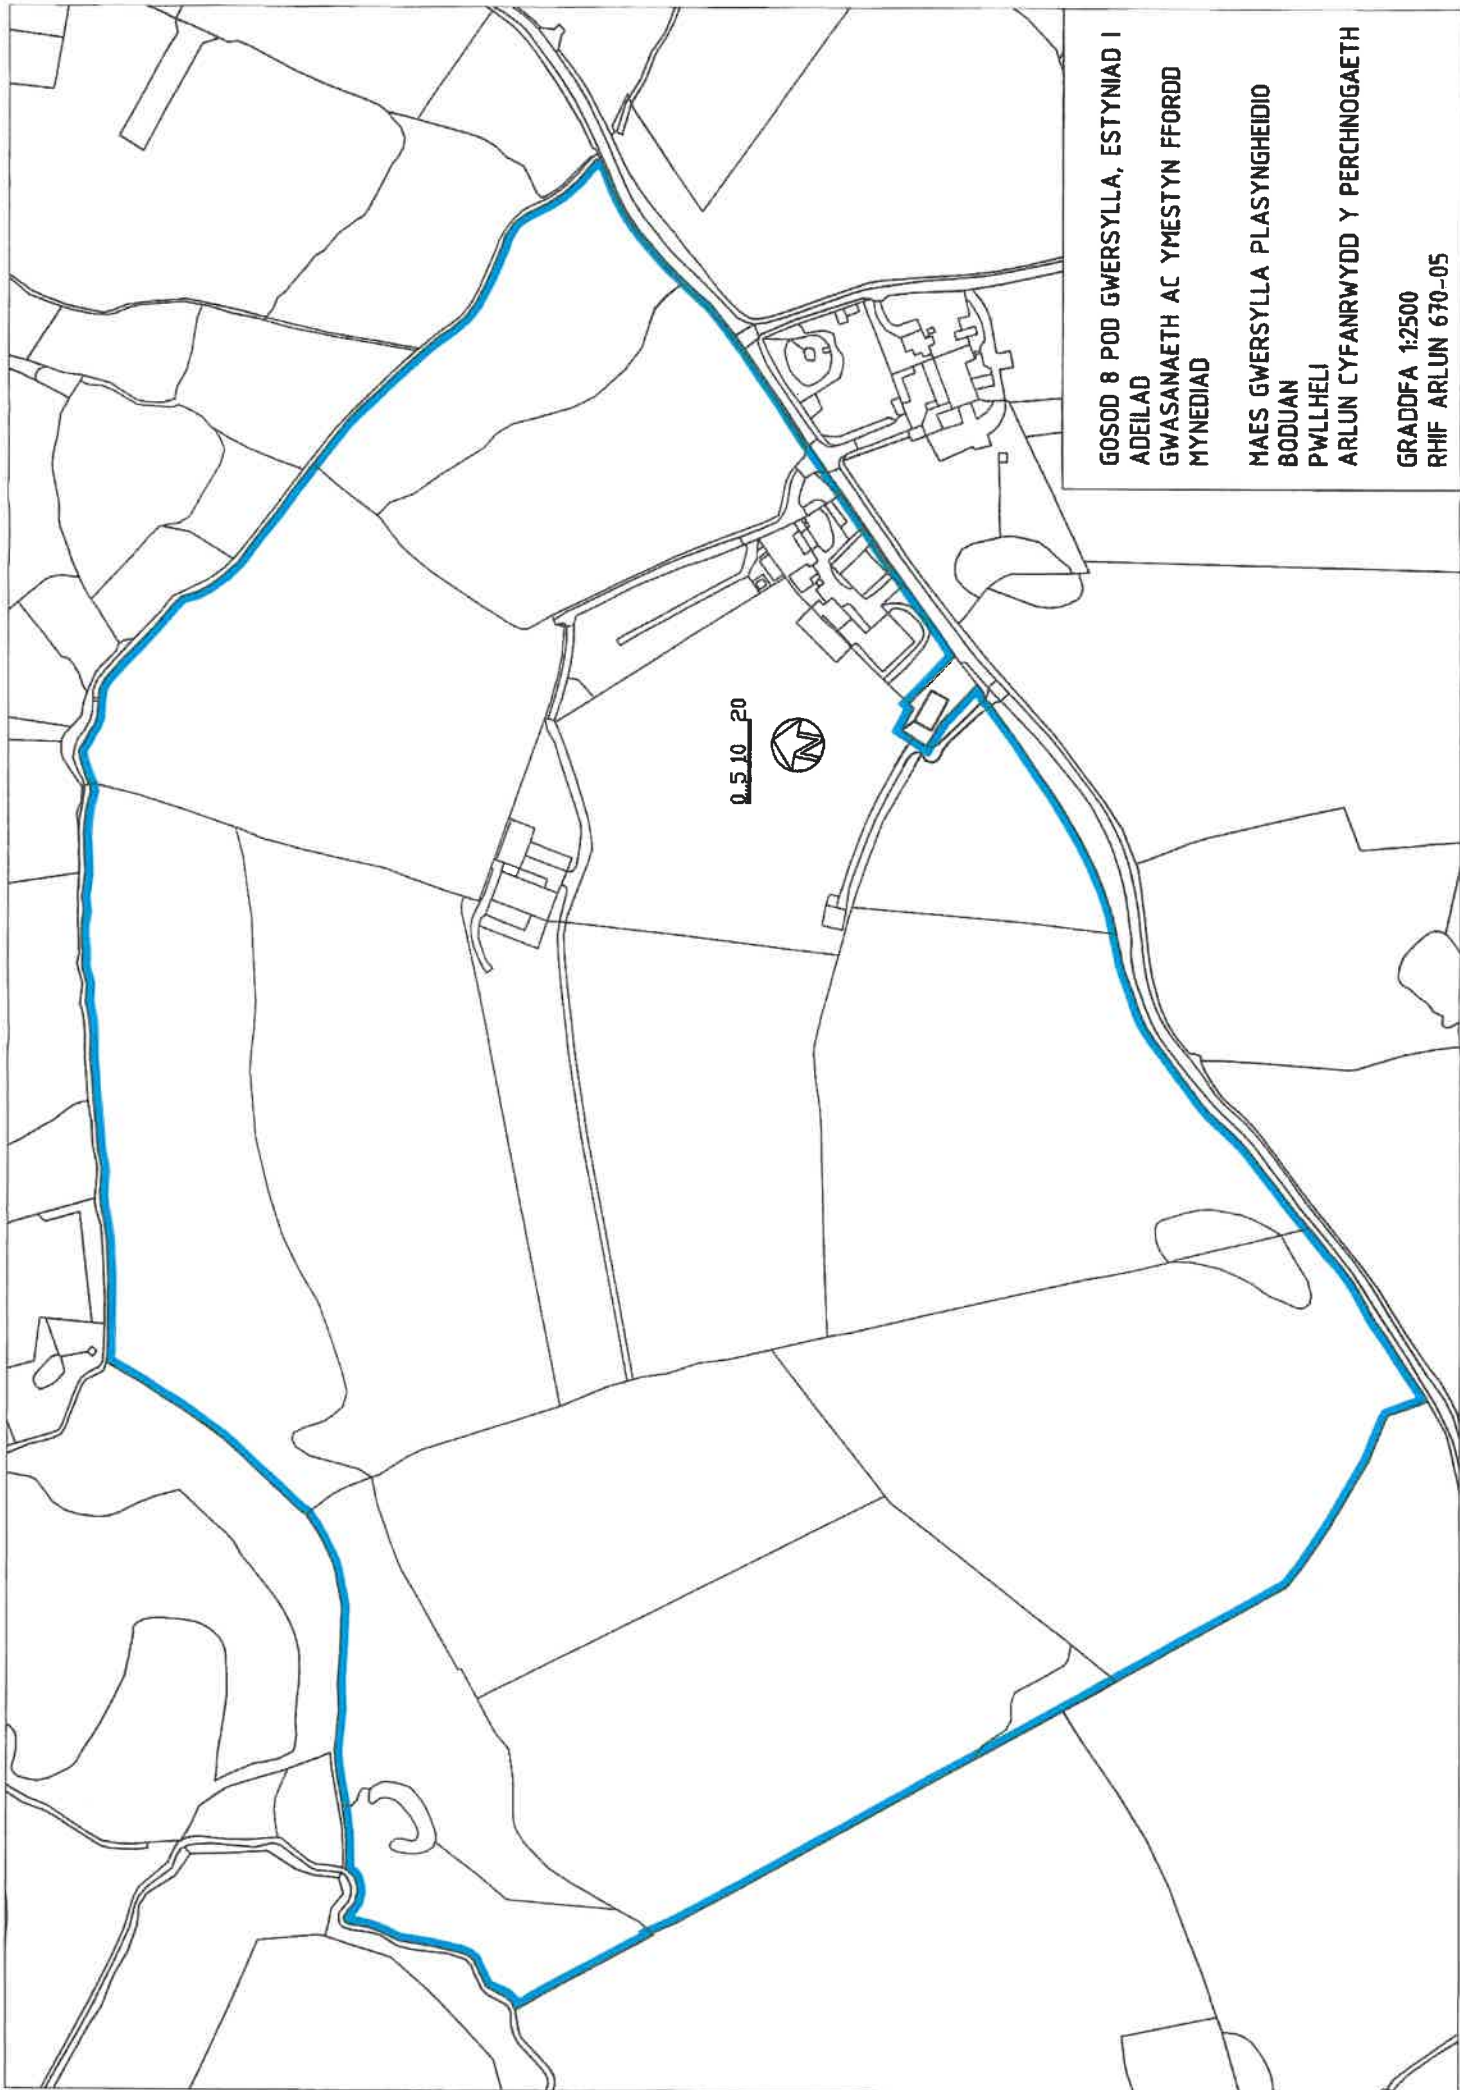 GOSOD 8 POD GWERSYLLA, ESTYNIAD I
ADEILAD
GWASANAETH AC YMESTYN FFORDD
MYNEDIAD
MAES GWERSYLLA PLASYNGHEIDIO
BODUAN
PWLLHELI
ARLUN CYFANRWYDD Y PERCHNOGAETH
GRADDFA 1:2500
RHIF ARLUN 670-05
0 5 10 20
N